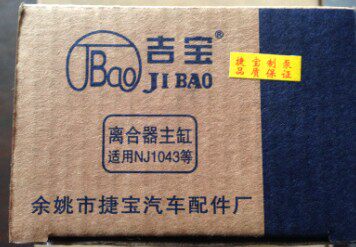 JBao
吉宝®
JI BAO
捷宝制泵
品质保证
离合器主缸
适用NJ1043等
余姚市捷宝汽车配件厂